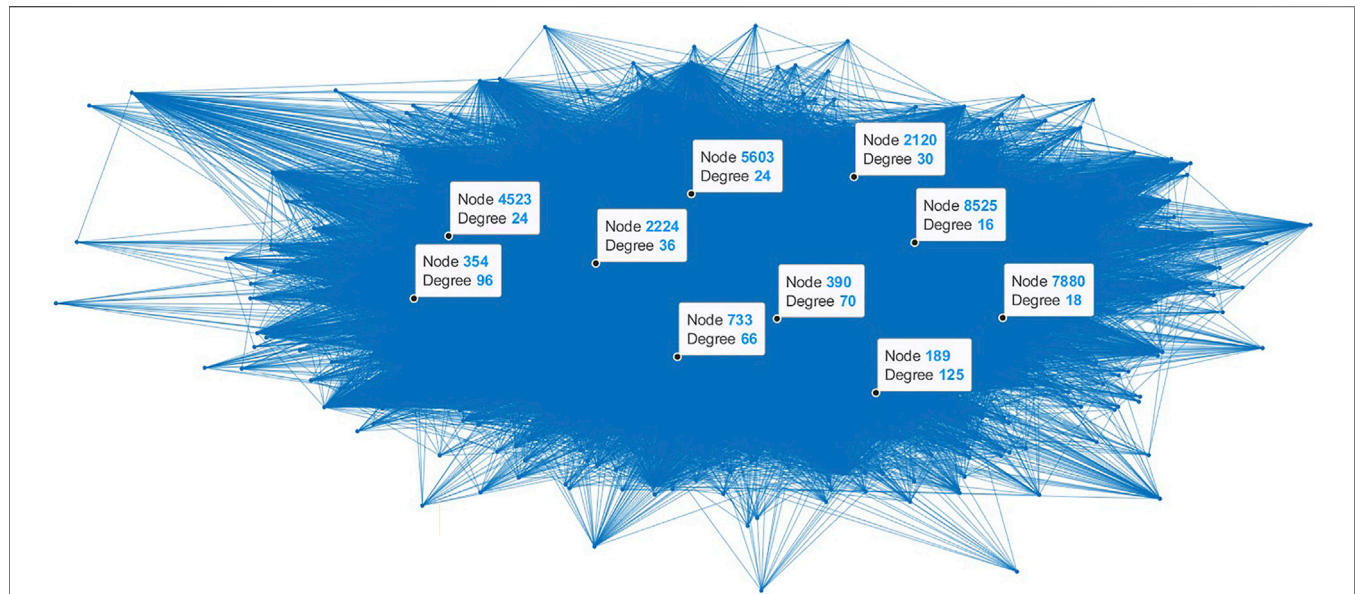 Node 2120
Degree 30
Node 5603
Degree 24
Node 4523
Degree 24
Node 8525
Degree 16
Node 2224
Degree 36
Node 354
Degree 96
Node 390
Degree 70
Node 7880
Degree 18
Node 733
Degree 66
Node 189
Degree 125